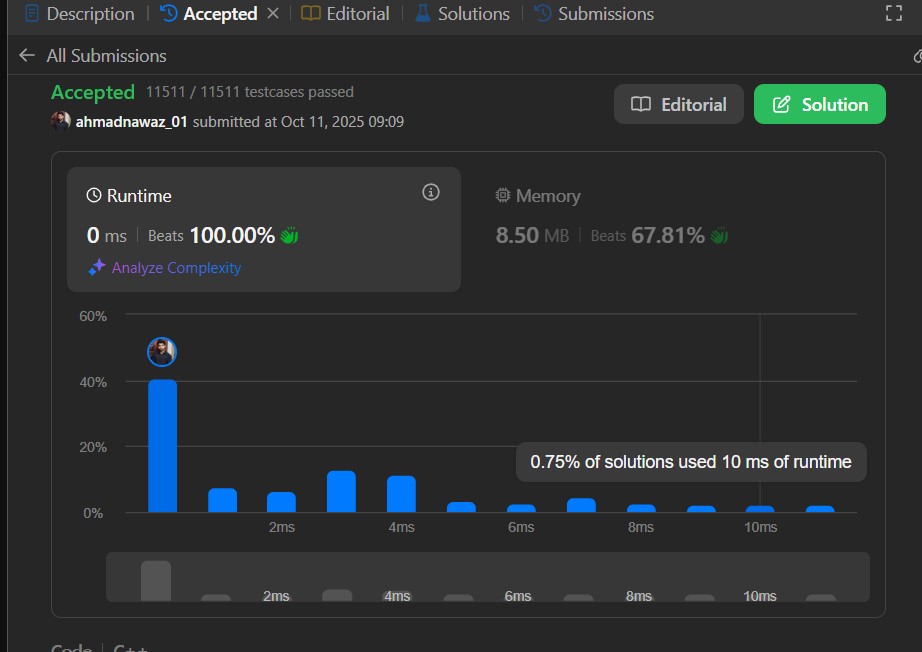 Description | Accepted × | Editorial | Solutions | Submissions
← All Submissions
Accepted 11511 / 11511 testcases passed
ahmadnawaz_01 submitted at Oct 11, 2025 09:09
Editorial
Solution
Runtime
0 ms | Beats 100.00%
Analyze Complexity
Memory
8.50 MB | Beats 67.81%
60%
40%
20%
0%
0.75% of solutions used 10 ms of runtime
2ms 4ms 6ms 8ms 10ms
2ms 4ms 6ms 8ms 10ms
Code | C++